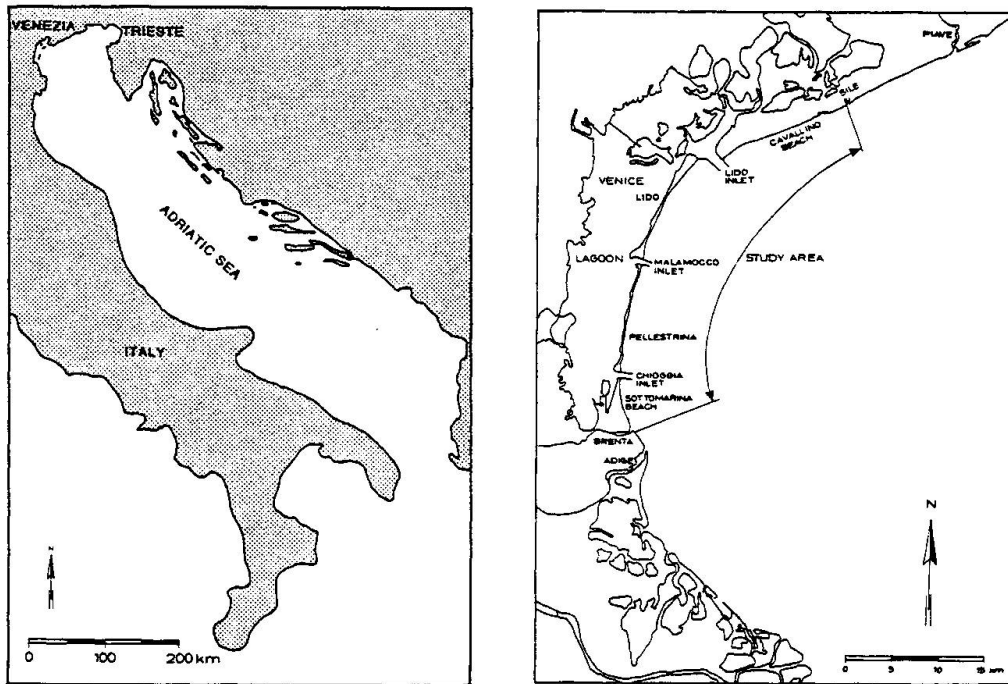 VENEZIA
TRIESTE
ADRIATIC SEA
ITALY
N
0 100 200 km
PIAVE
SILE
CAVALLINO
BEACH
LIDO
INLET
VENICE
LIDO
LAGOON
MALAMOCCO
INLET
STUDY AREA
PELLESTRINA
CHIOGGIA
INLET
SOTTOMARINA
BEACH
BRENTA
ADIGE
N
0 5 10 15 km